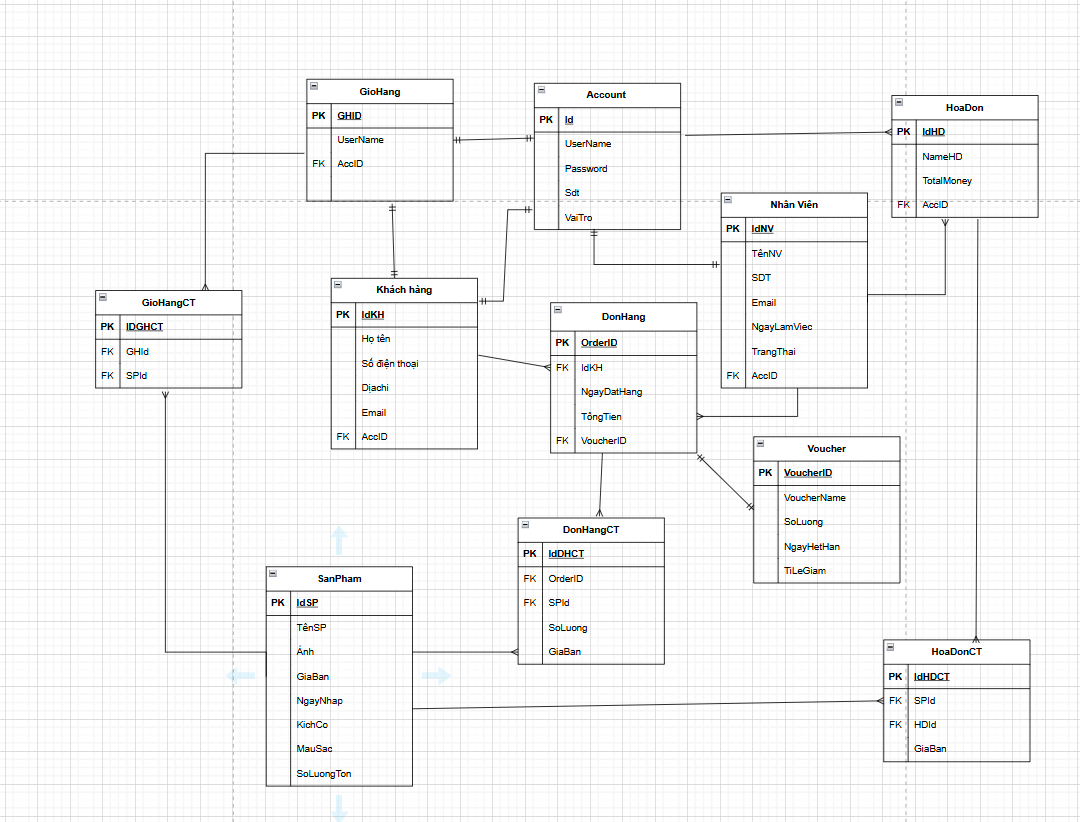 GioHang
PK GHID
UserName
FK AccID
Account
PK Id
UserName
Password
Sdt
VaiTro
HoaDon
PK IdHD
NameHD
TotalMoney
FK AccID
Nhân Viên
PK IdNV
TênNV
SDT
Email
NgayLamViec
TrangThai
FK AccID
GioHangCT
PK IDGHCT
FK GHId
FK SPId
Khách hàng
PK IdKH
Họ tên
Số điện thoại
Dịachi
Email
FK AccID
DonHang
PK OrderID
FK IdKH
NgayDatHang
TổngTien
FK VoucherID
Voucher
PK VoucherID
VoucherName
SoLuong
NgayHetHan
TiLeGiam
DonHangCT
PK IdDHCT
FK OrderID
FK SPId
SoLuong
GiaBan
SanPham
PK IdSP
TênSP
Ảnh
GiaBan
NgayNhap
KichCo
MauSac
SoLuongTon
HoaDonCT
PK IdHDCT
FK SPId
FK HDId
GiaBan